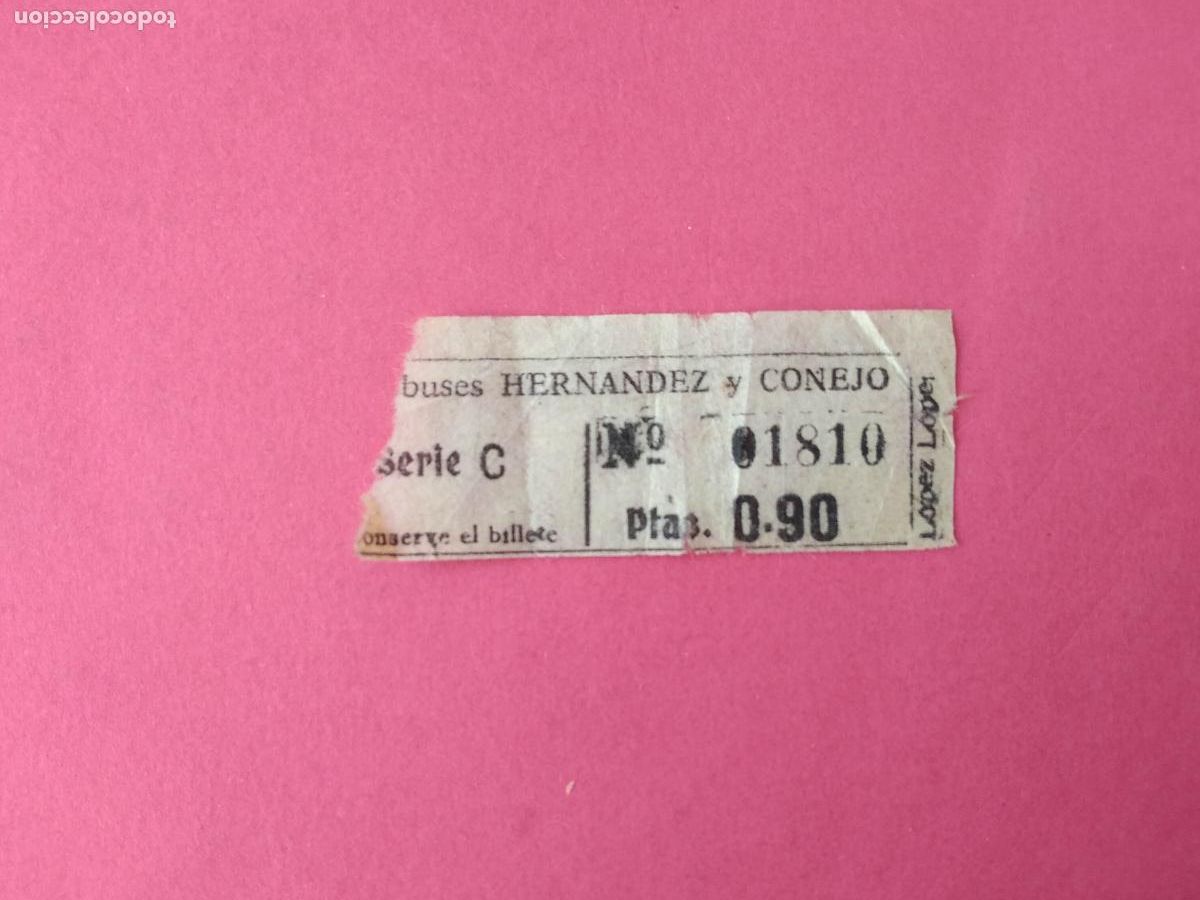 todocoleccion
buses HERNANDEZ y CONEJO
serie C
Nº 01810
Ptas. 0.90
onserve el billete
López López